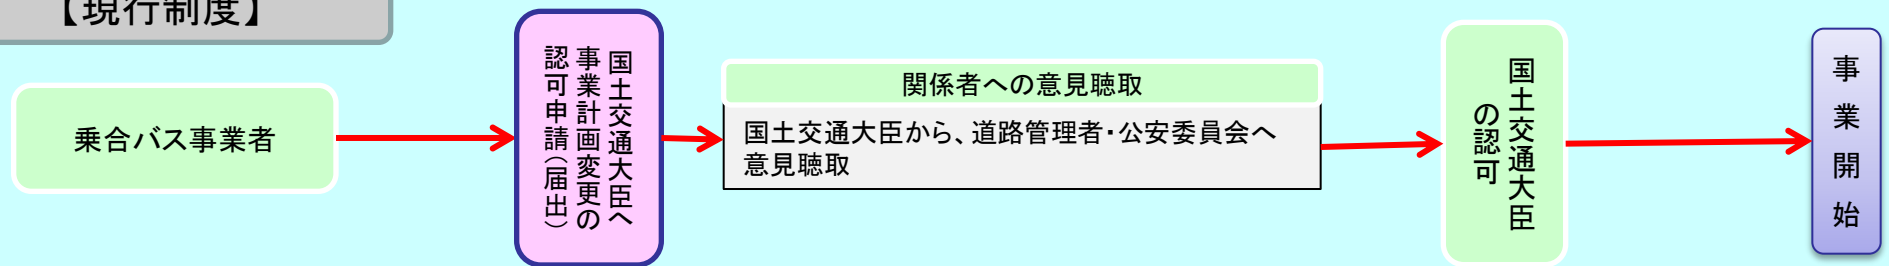 【現行制度】
乗合バス事業者
国土交通大臣へ
事業計画変更の
認可申請(届出)
関係者への意見聴取
国土交通大臣から、道路管理者・公安委員会へ
意見聴取
国土交通大臣
の認可
事業開始